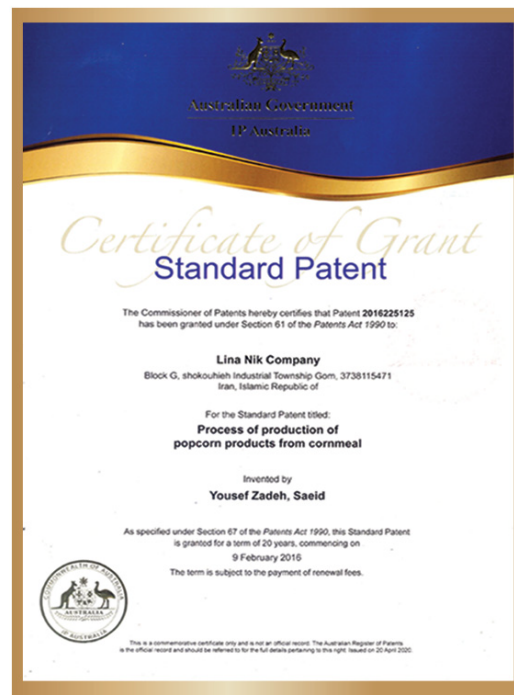 Australian Government
IP Australia
Certificate of Grant
Standard Patent
The Commissioner of Patents hereby certifies that Patent 2016225125
has been granted under Section 61 of the Patents Act 1990 to:
Lina Nik Company
Block G, shokouhieh Industrial Township Gom, 3738115471
Iran, Islamic Republic of
For the Standard Patent titled:
Process of production of
popcorn products from cornmeal
Invented by
Yousef Zadeh, Saeid
As specified under Section 67 of the Patents Act 1990, this Standard Patent
is granted for a term of 20 years, commencing on
9 February 2016
The term is subject to the payment of renewal fees.
COMMONWEALTH OF AUSTRALIA
AUSTRALIA
IP AUSTRALIA
This is a commemorative certificate only and is not an official record. The Australian Register of Patents
is the official record and should be referred to for the full details pertaining to this right. Issued on 20 April 2020.